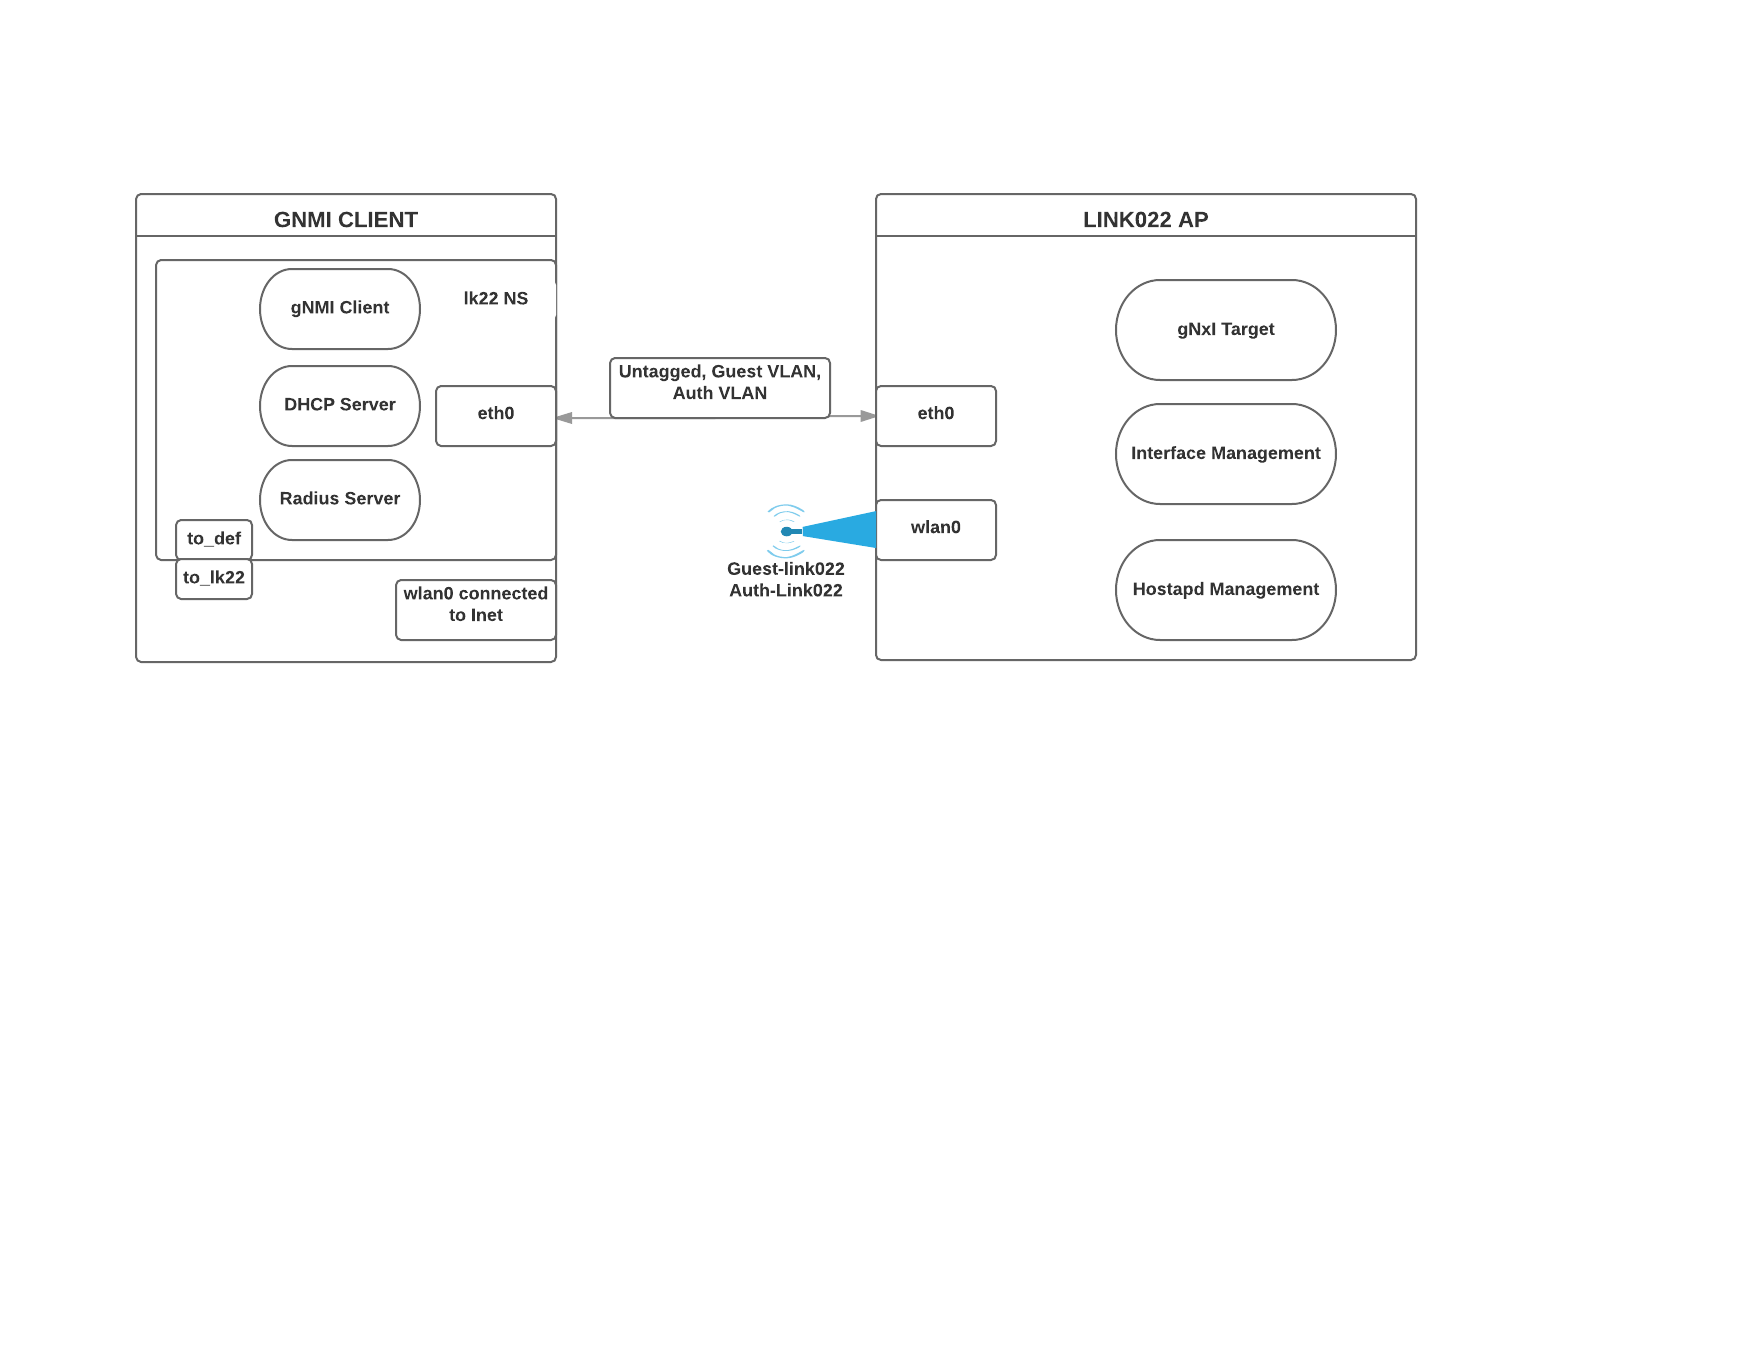 GNMI CLIENT
gNMI Client
lk22 NS
DHCP Server
eth0
Radius Server
to_def
to_lk22
wlan0 connected
to Inet
Untagged, Guest VLAN,
Auth VLAN
Guest-link022
Auth-Link022
LINK022 AP
gNxI Target
eth0
Interface Management
wlan0
Hostapd Management